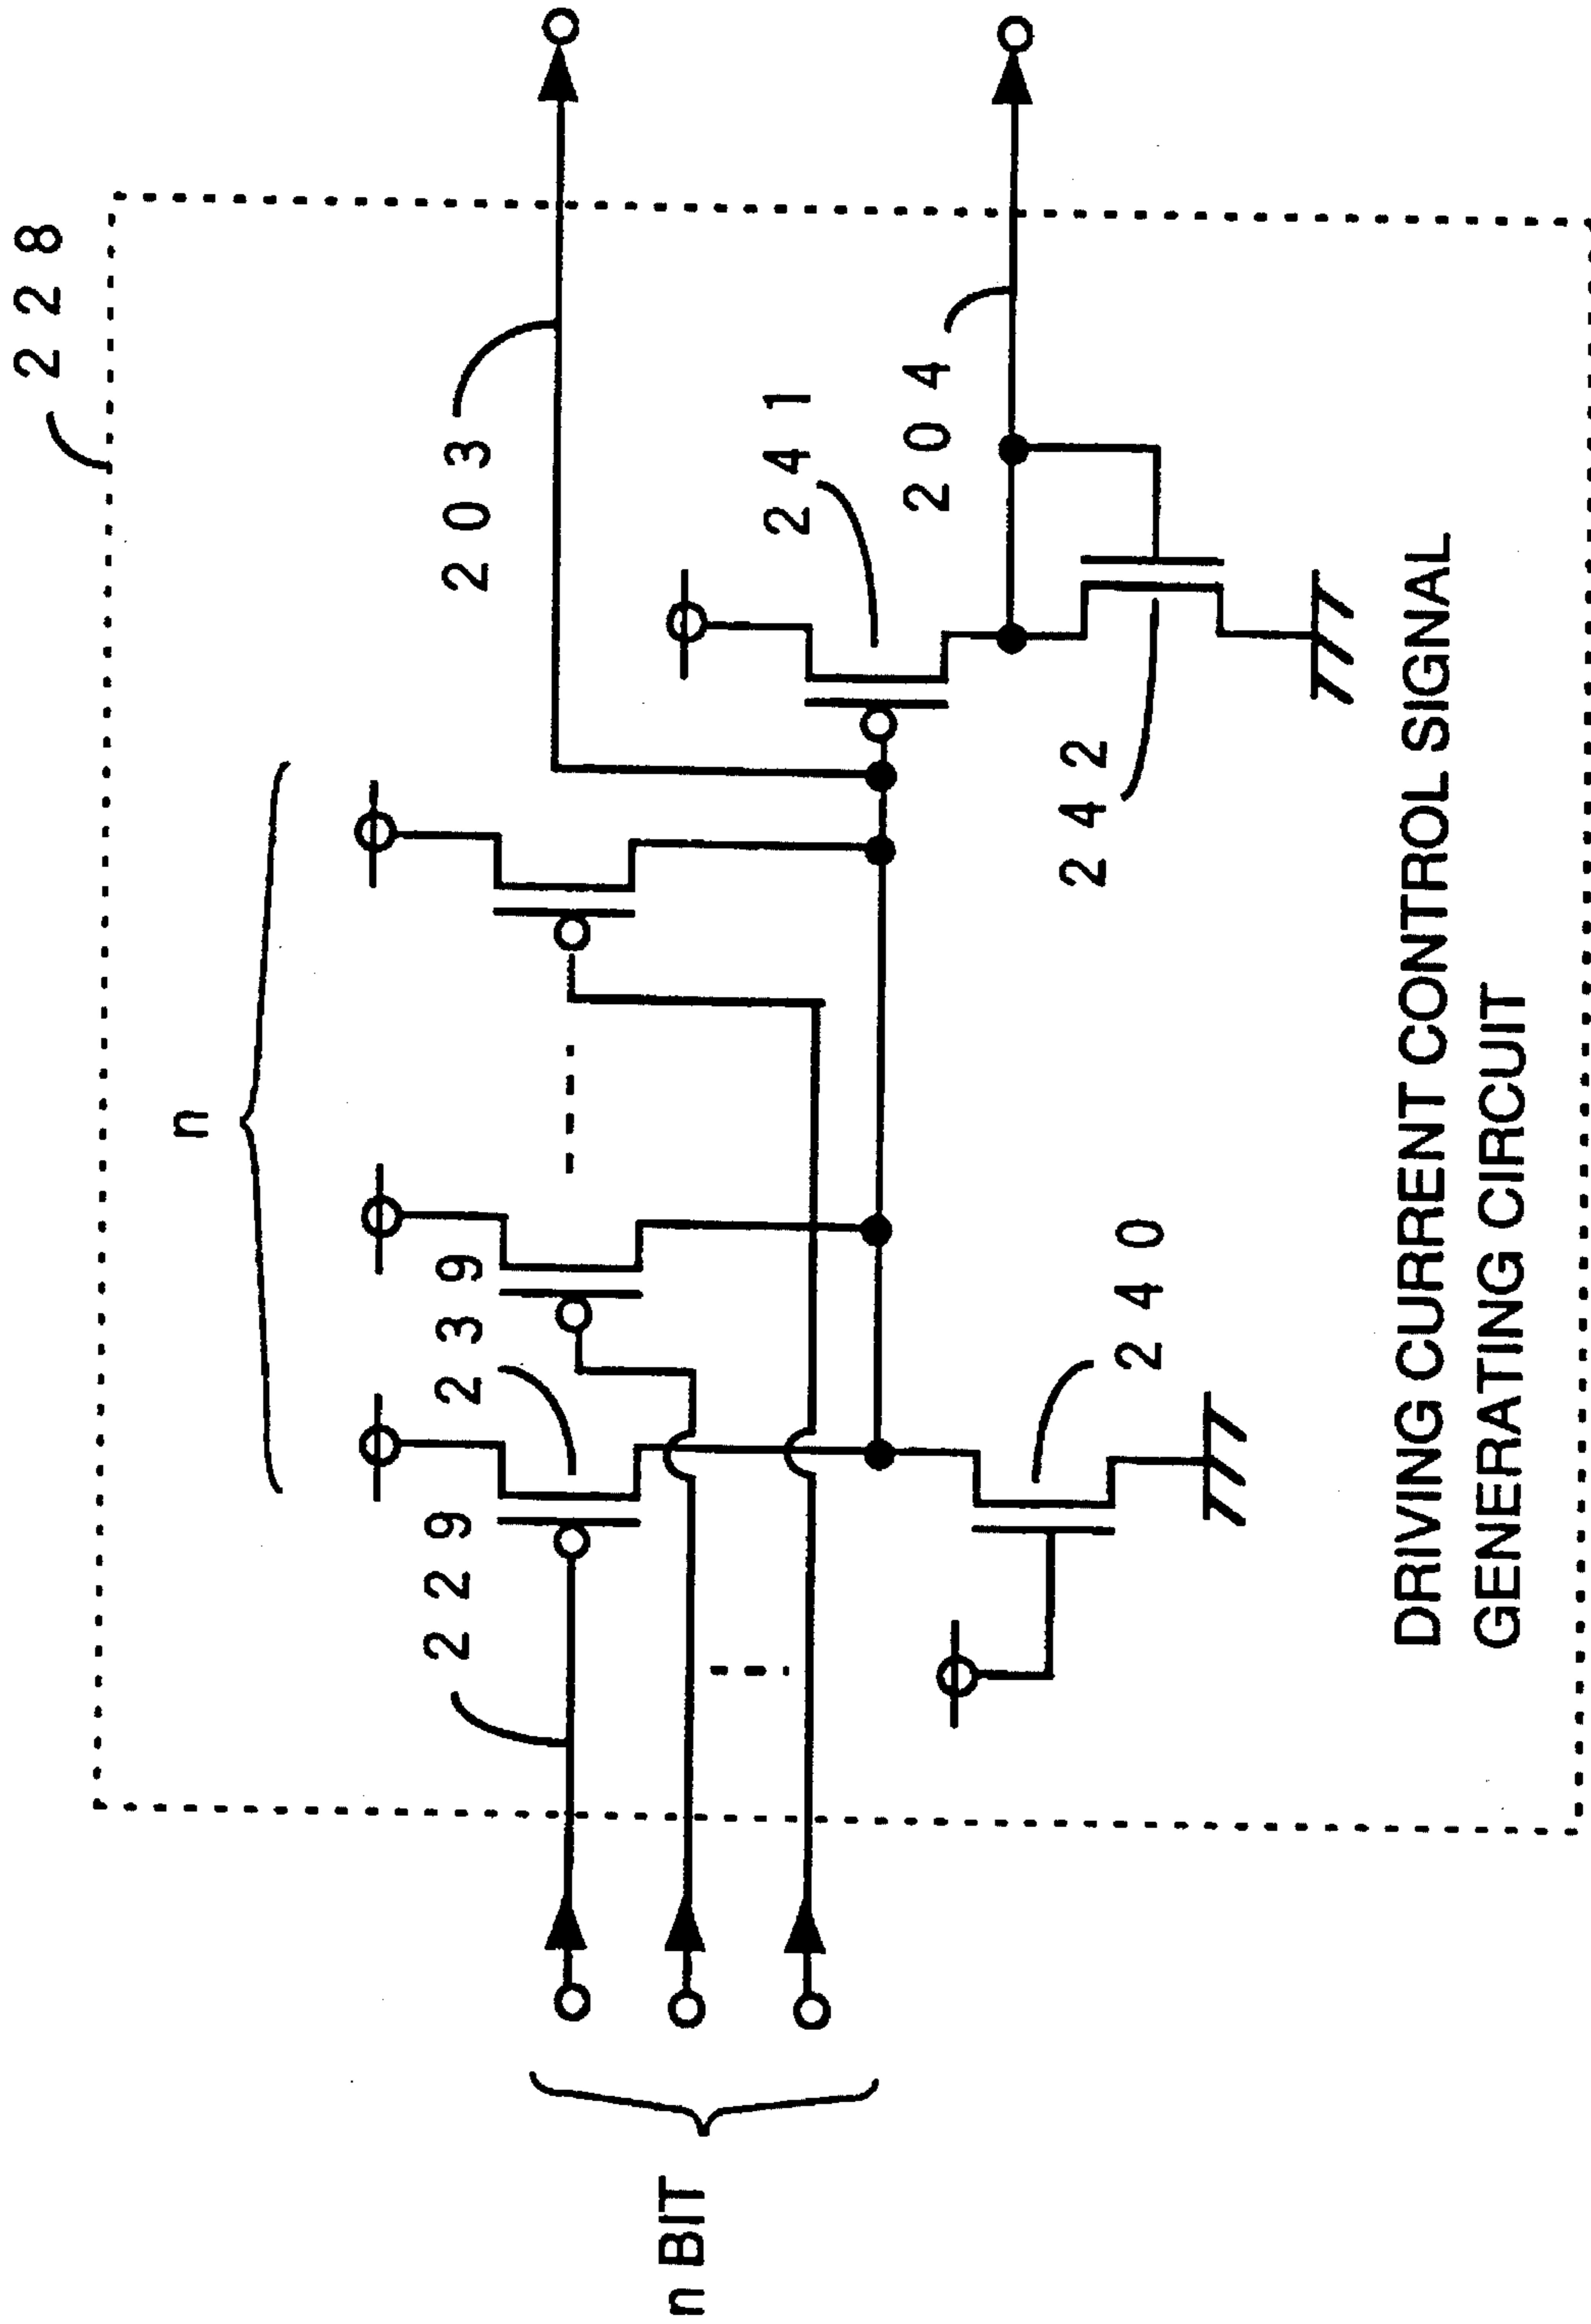 228
n
203
229
239
241
204
n BIT
242
240
DRIVING CURRENT CONTROL SIGNAL
GENERATING CIRCUIT